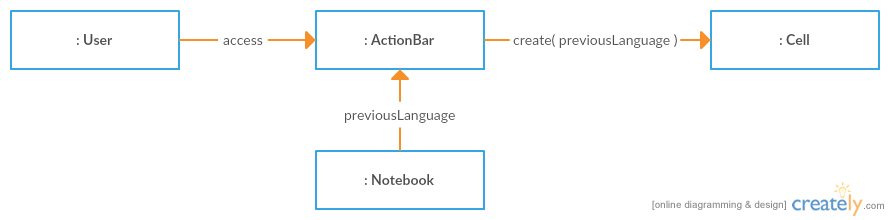 : User
access
: ActionBar
create( previousLanguage )
: Cell
previousLanguage
: Notebook
[online diagramming & design] creately.com